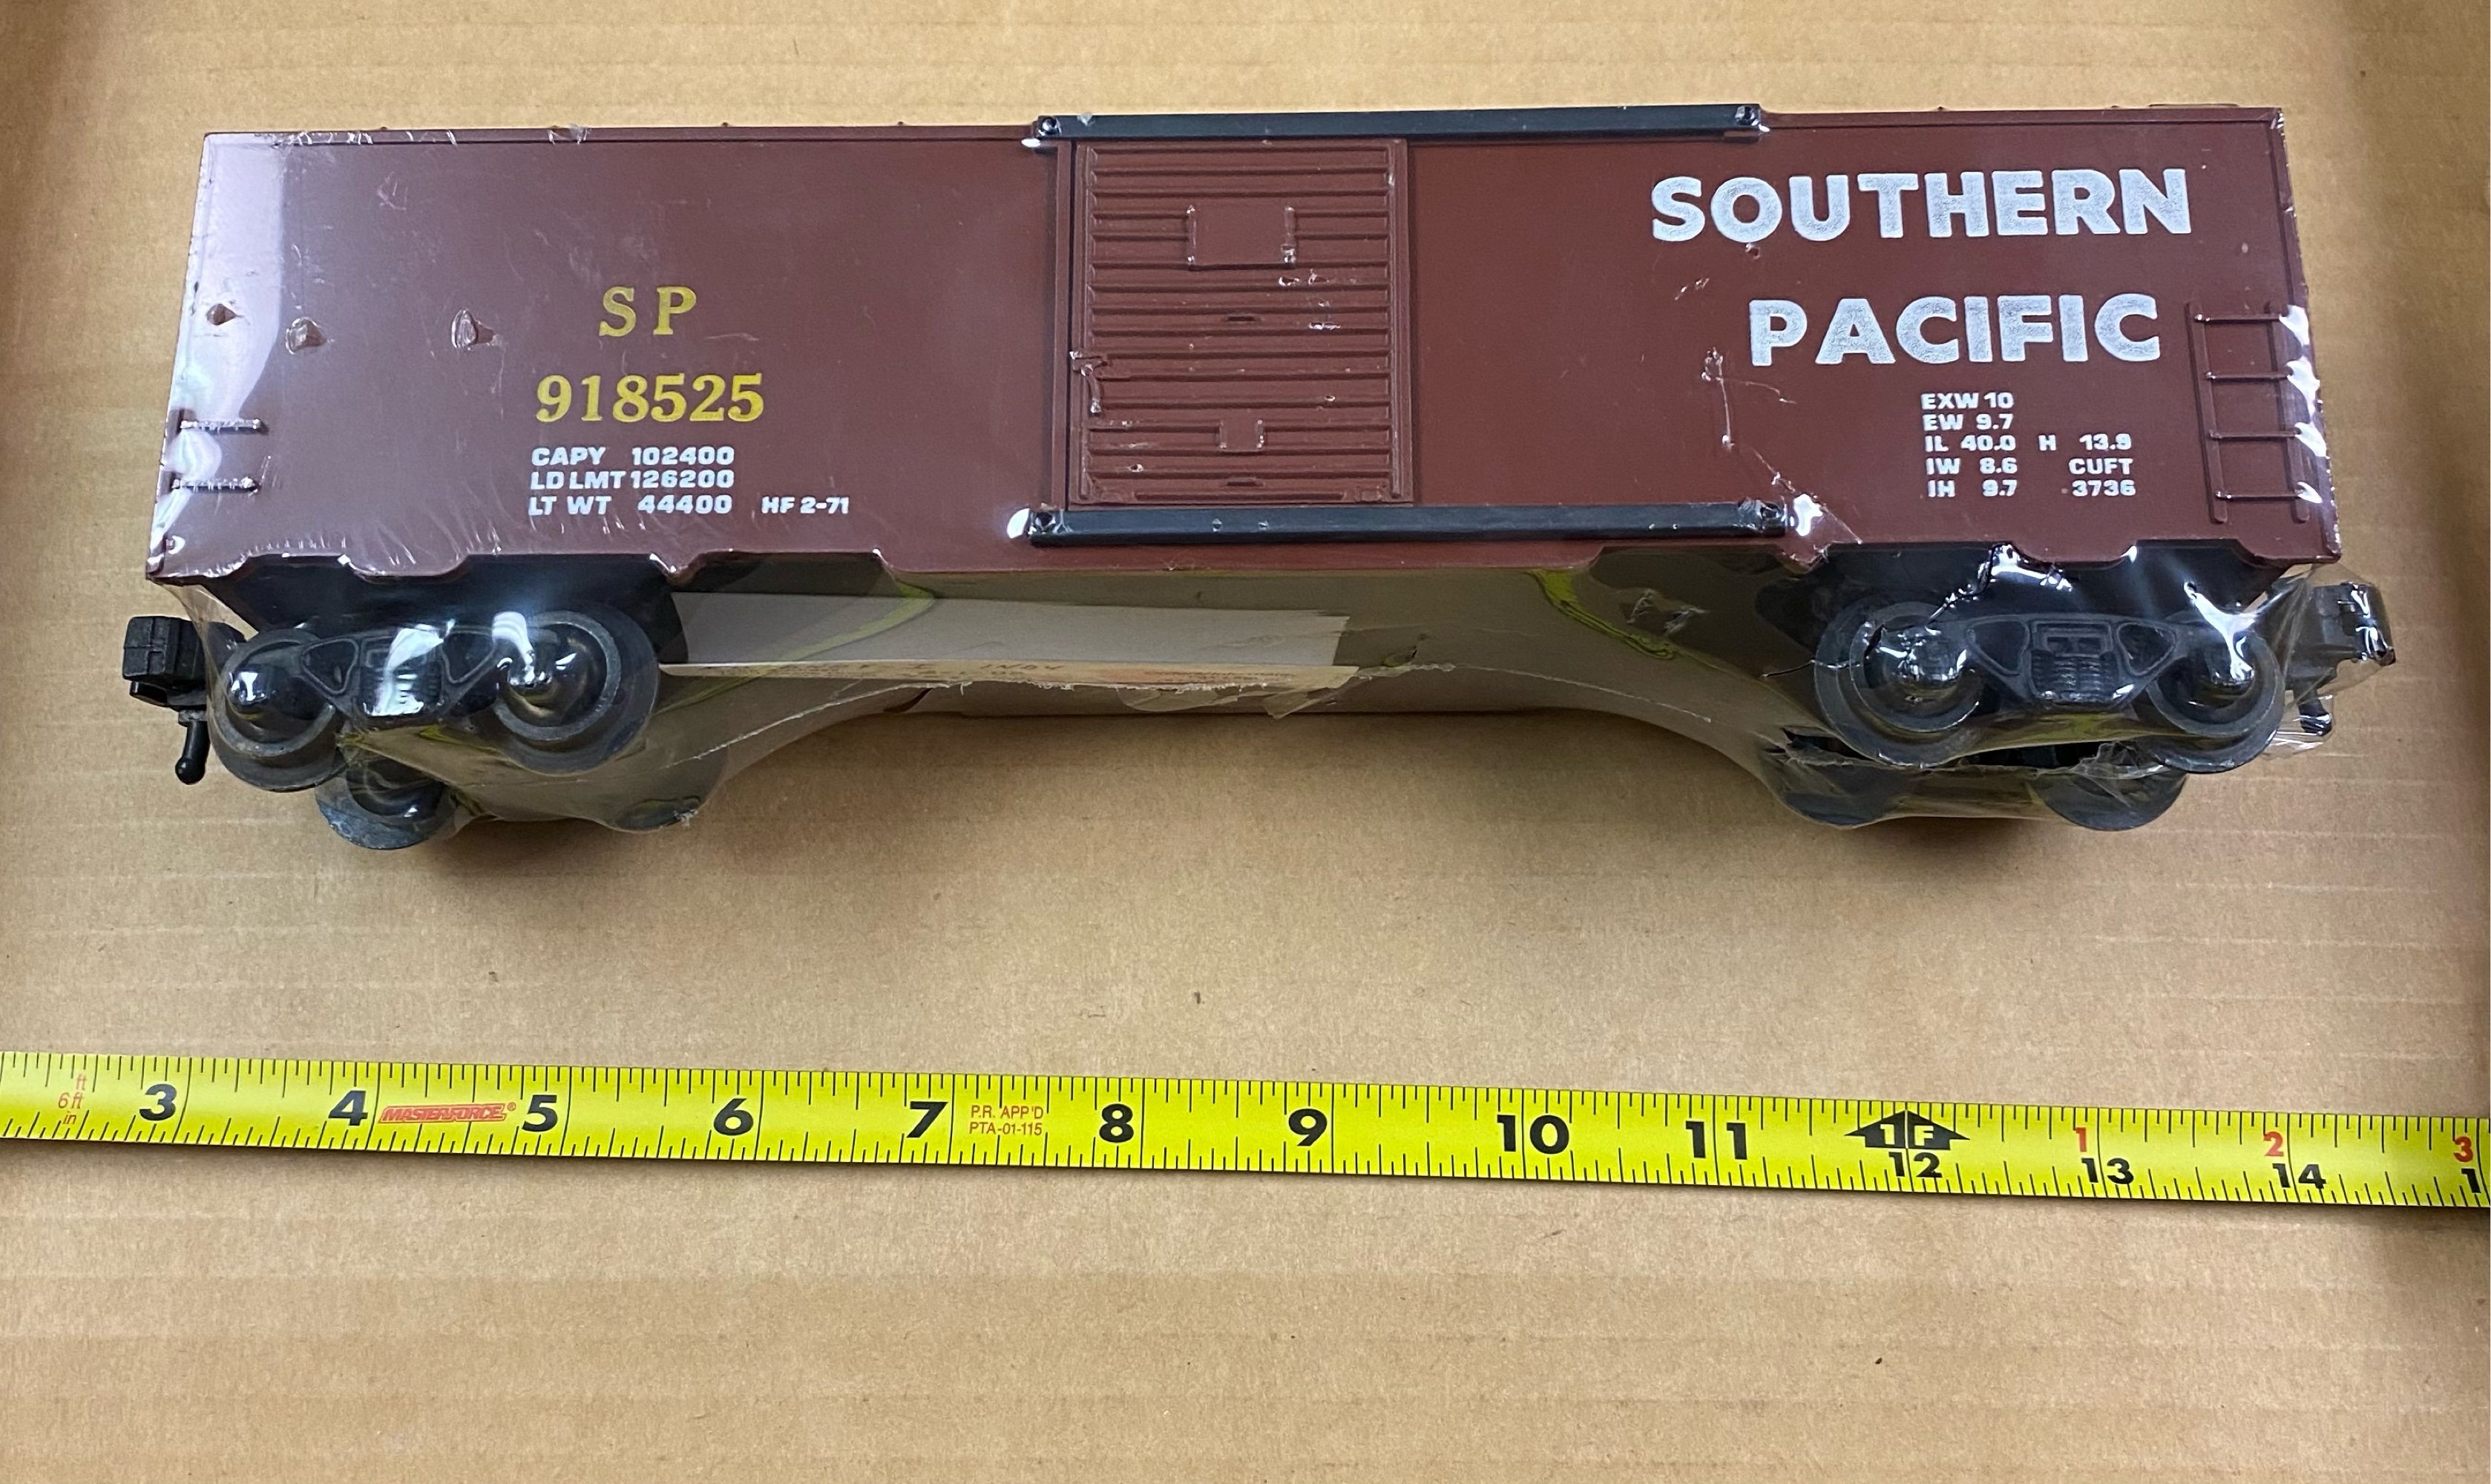 SOUTHERN
PACIFIC
S P
918525
CAPY 102400
LD LMT 126200
LT WT 44400 HF 2-71
EXW 10
EW 9.7
IL 40.0 H 13.9
IW 8.6 CUFT
IH 9.7 3736
ft
6 ft
in
3 4 MASTERFORCE® 5 6 7 P.R. APP'D 8 9 10 11 1F 1 2 3
PTA-01-115
12 13 14 1